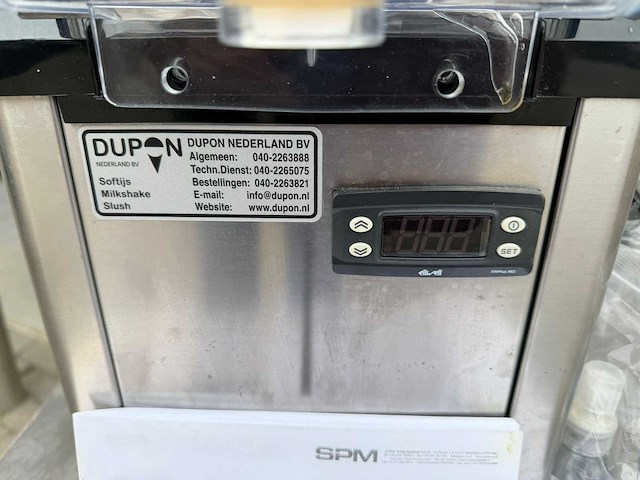 DUPON
NEDERLAND BV
Softijs
Milkshake
Slush
DUPON NEDERLAND BV
Algemeen: 040-2263888
Techn.Dienst: 040-2265075
Bestellingen: 040-2263821
E-mail: info@dupon.nl
Website: www.dupon.nl
SET
eliwell
SPM